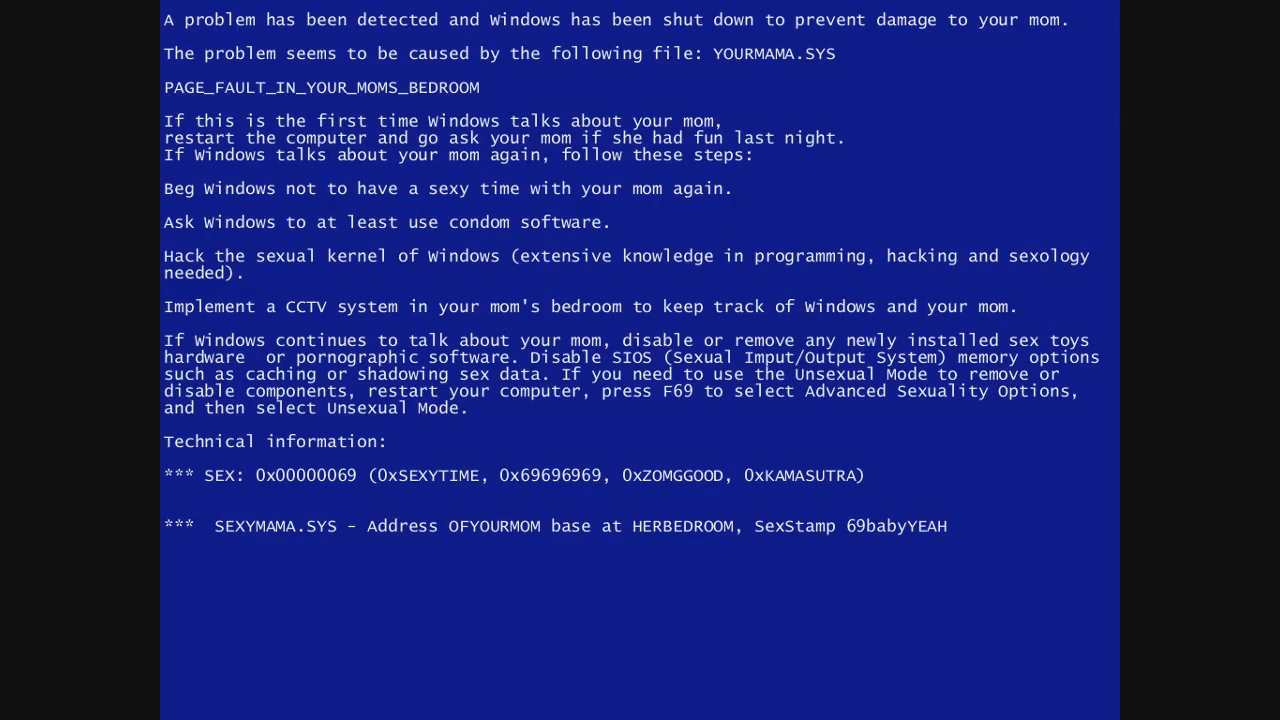 A problem has been detected and Windows has been shut down to prevent damage to your mom.
The problem seems to be caused by the following file: YOURMAMA.SYS
PAGE_FAULT_IN_YOUR_MOMS_BEDROOM
If this is the first time Windows talks about your mom,
restart the computer and go ask your mom if she had fun last night.
If Windows talks about your mom again, follow these steps:
Beg Windows not to have a sexy time with your mom again.
Ask Windows to at least use condom software.
Hack the sexual kernel of Windows (extensive knowledge in programming, hacking and sexology
needed).
Implement a CCTV system in your mom's bedroom to keep track of Windows and your mom.
If Windows continues to talk about your mom, disable or remove any newly installed sex toys
hardware  or pornographic software. Disable SIOS (Sexual Imput/Output System) memory options
such as caching or shadowing sex data. If you need to use the Unsexual Mode to remove or
disable components, restart your computer, press F69 to select Advanced Sexuality Options,
and then select Unsexual Mode.
Technical information:
*** SEX: 0x00000069 (0xSEXYTIME, 0x69696969, 0xZOMGGOOD, 0xKAMASUTRA)
***  SEXYMAMA.SYS - Address OFYOURMOM base at HERBEDROOM, SexStamp 69babyYEAH